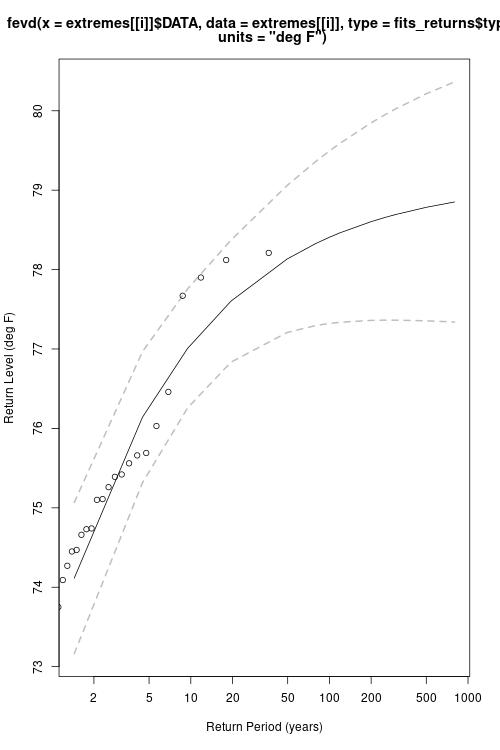 fevd(x = extremes[[i]]$DATA, data = extremes[[i]], type = fits_returns$typ
units = "deg F")
80
79
78
77
76
75
74
73
Return Level (deg F)
2 5 10 20 50 100 200 500 1000
Return Period (years)